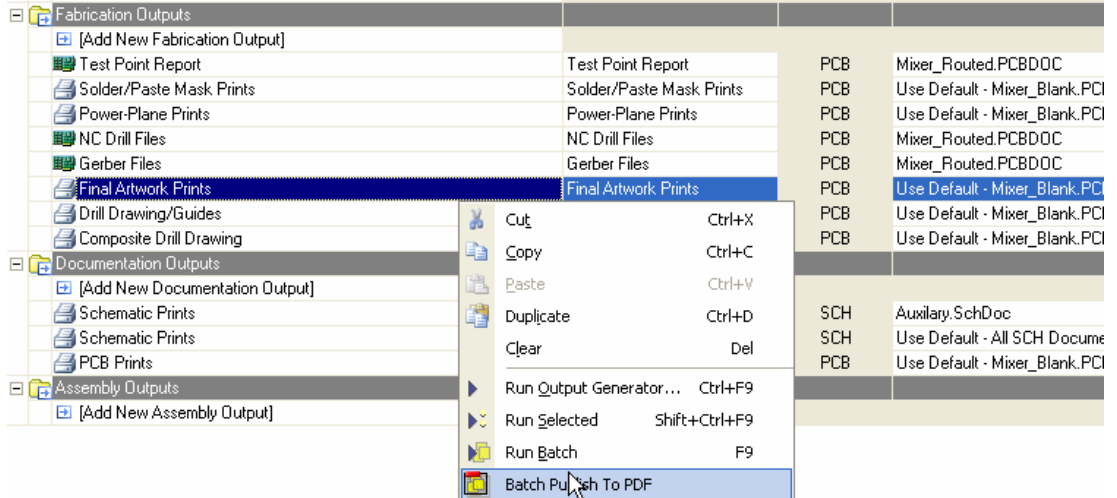 Fabrication Outputs
[Add New Fabrication Output]
Test Point Report Test Point Report PCB Mixer_Routed.PCBDOC
Solder/Paste Mask Prints Solder/Paste Mask Prints PCB Use Default - Mixer_Blank.PCI
Power-Plane Prints Power-Plane Prints PCB Use Default - Mixer_Blank.PCI
NC Drill Files NC Drill Files PCB Mixer_Routed.PCBDOC
Gerber Files Gerber Files PCB Mixer_Routed.PCBDOC
Final Artwork Prints Final Artwork Prints PCB Use Default - Mixer_Blank.PCI
Drill Drawing/Guides PCB Use Default - Mixer_Blank.PCI
Composite Drill Drawing PCB Use Default - Mixer_Blank.PCI
Documentation Outputs
[Add New Documentation Output]
Schematic Prints SCH Auxilary.SchDoc
Schematic Prints SCH Use Default - All SCH Docume
PCB Prints PCB Use Default - Mixer_Blank.PCI
Assembly Outputs
[Add New Assembly Output]
Cut Ctrl+X
Copy Ctrl+C
Paste Ctrl+V
Duplicate Ctrl+D
Clear Del
Run Output Generator... Ctrl+F9
Run Selected Shift+Ctrl+F9
Run Batch F9
Batch Publish To PDF